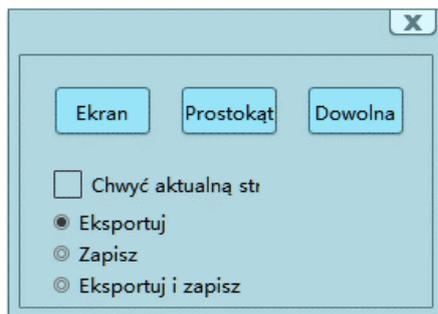 X
Ekran Prostokąt Dowolna
Chwyć aktualną str
Eksportuj
Zapisz
Eksportuj i zapisz